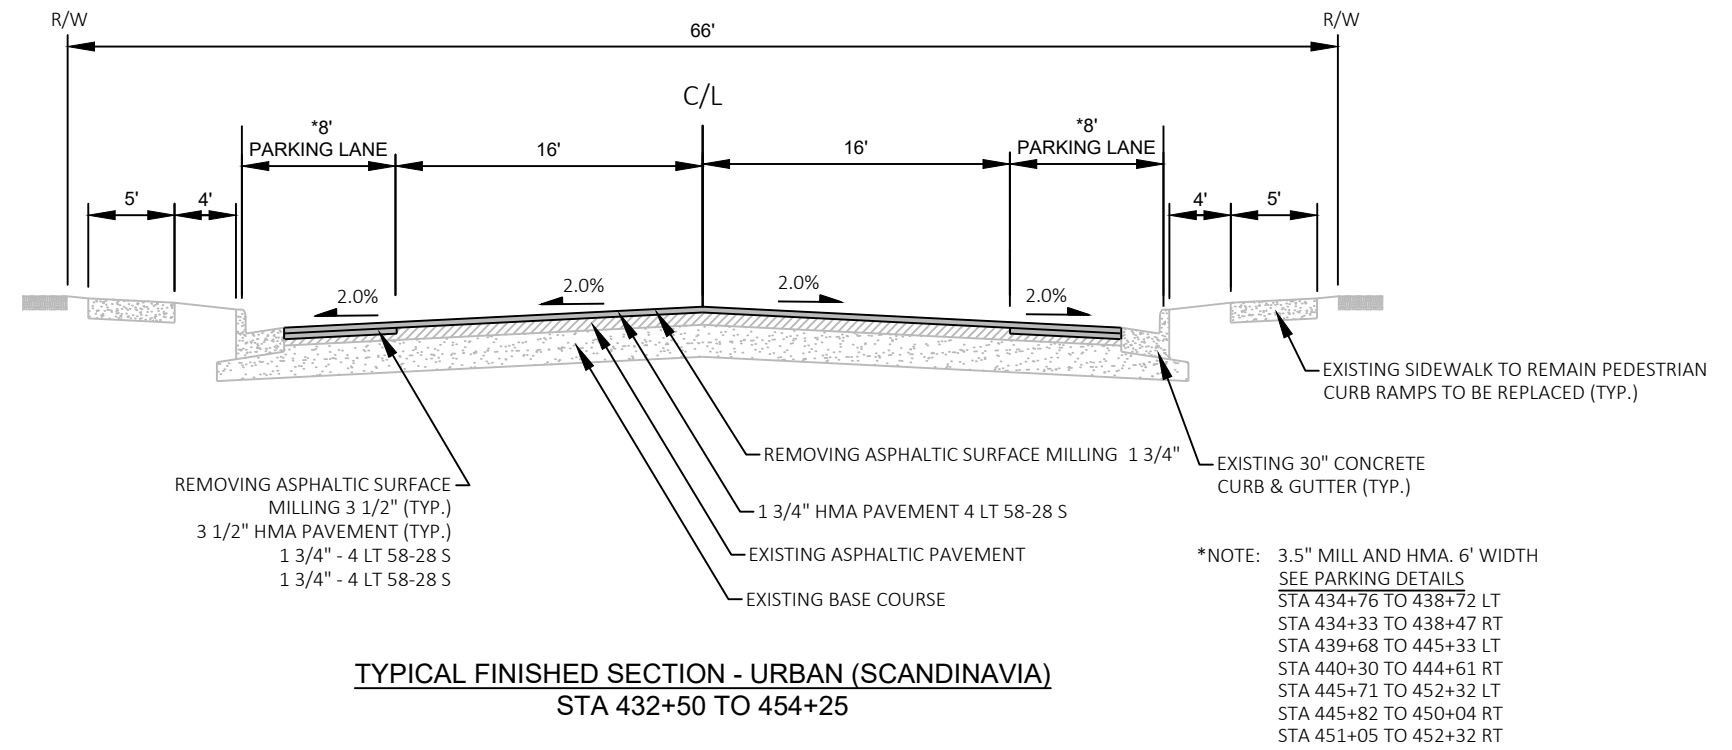 R/W
R/W
66'
C/L
*8'
PARKING LANE
16'
16'
*8'
PARKING LANE
5'
4'
4'
5'
2.0%
2.0%
2.0%
2.0%
EXISTING SIDEWALK TO REMAIN PEDESTRIAN
CURB RAMPS TO BE REPLACED (TYP.)
REMOVING ASPHALTIC SURFACE MILLING 1 3/4"
EXISTING 30" CONCRETE
CURB & GUTTER (TYP.)
REMOVING ASPHALTIC SURFACE
MILLING 3 1/2" (TYP.)
3 1/2" HMA PAVEMENT (TYP.)
1 3/4" - 4 LT 58-28 S
1 3/4" - 4 LT 58-28 S
1 3/4" HMA PAVEMENT 4 LT 58-28 S
EXISTING ASPHALTIC PAVEMENT
EXISTING BASE COURSE
*NOTE: 3.5" MILL AND HMA. 6' WIDTH
SEE PARKING DETAILS
STA 434+76 TO 438+72 LT
STA 434+33 TO 438+47 RT
STA 439+68 TO 445+33 LT
STA 440+30 TO 444+61 RT
STA 445+71 TO 452+32 LT
STA 445+82 TO 450+04 RT
STA 451+05 TO 452+32 RT
TYPICAL FINISHED SECTION - URBAN (SCANDINAVIA)
STA 432+50 TO 454+25